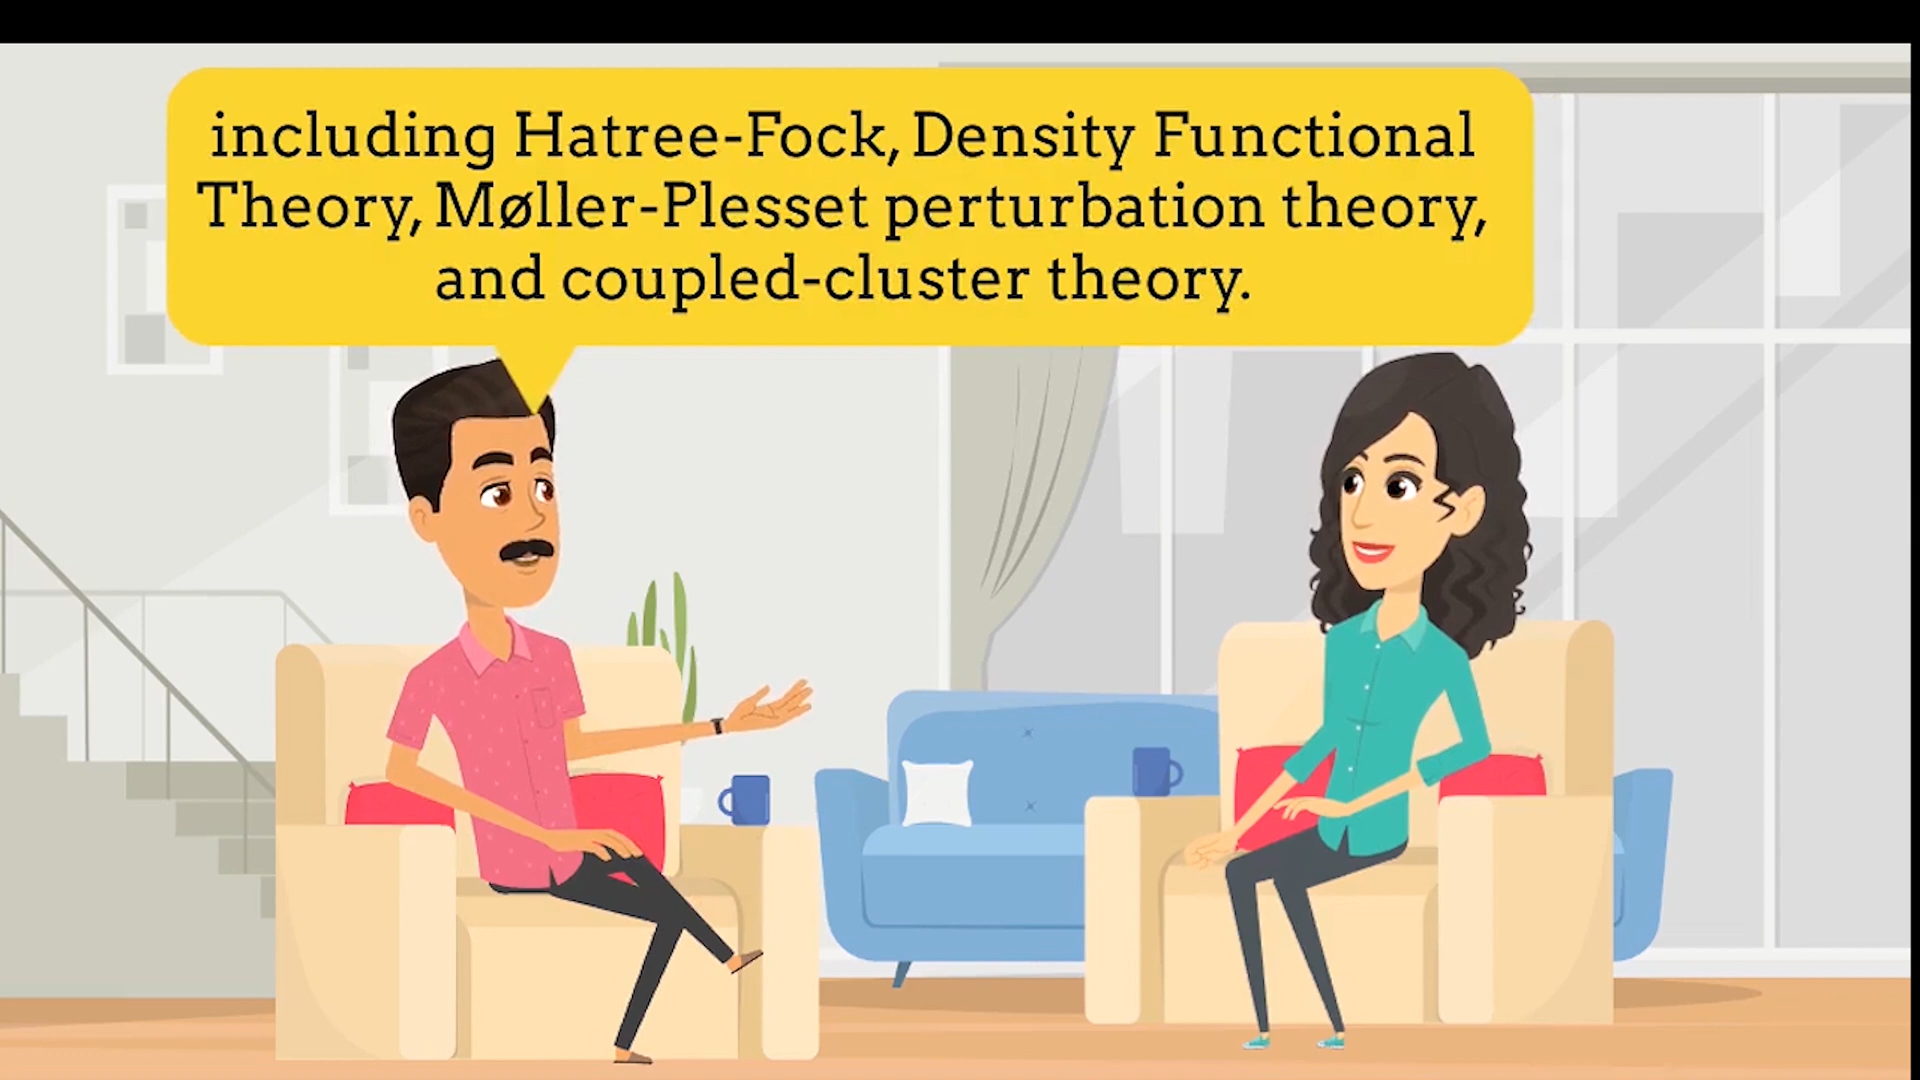 including Hatree-Fock, Density Functional
Theory, Møller-Plesset perturbation theory,
and coupled-cluster theory.